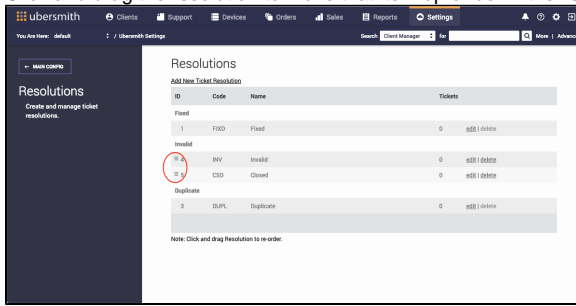 ubersmith
Clients
Support
Devices
Orders
Sales
Reports
Settings
You Are Here: default / Ubersmith Settings
Search Client Manager for
More | Advanc
← MAIN CONFIG
Resolutions
Create and manage ticket
resolutions.
Resolutions
Add New Ticket Resolution
ID Code Name Tickets
Fixed
1 FIXD Fixed 0 edit | delete
Invalid
4 INV Invalid 0 edit | delete
5 CSD Closed 0 edit | delete
Duplicate
3 DUPL Duplicate 0 edit | delete
Note: Click and drag Resolution to re-order.